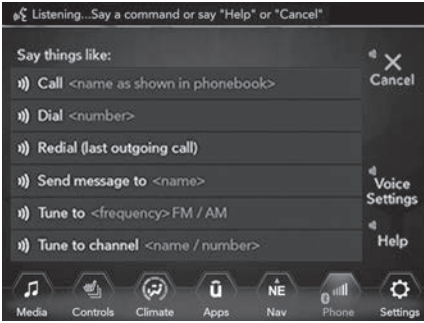 Listening...Say a command or say "Help" or "Cancel"
Say things like:
Call <name as shown in phonebook>
Dial <number>
Redial (last outgoing call)
Send message to <name>
Tune to <frequency> FM / AM
Tune to channel <name / number>
Cancel
Voice
Settings
Help
NE
Media Controls Climate Apps Nav Phone Settings